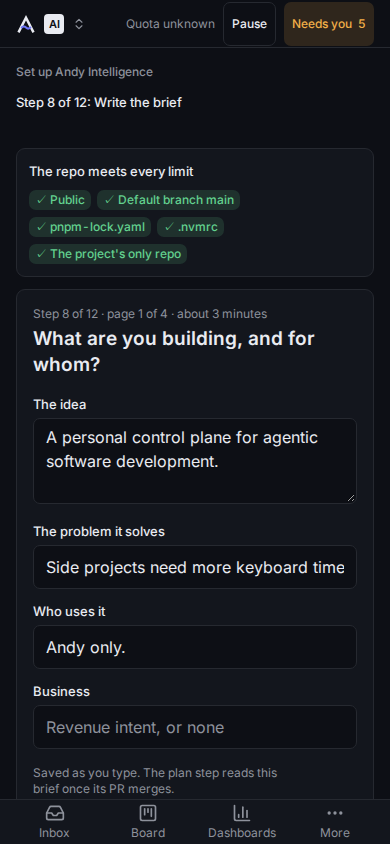 AI
Quota unknown
Pause
Needs you 5
Set up Andy Intelligence
Step 8 of 12: Write the brief
The repo meets every limit
✓ Public ✓ Default branch main
✓ pnpm-lock.yaml ✓ .nvmrc
✓ The project's only repo
Step 8 of 12 · page 1 of 4 · about 3 minutes
What are you building, and for
whom?
The idea
A personal control plane for agentic
software development.
The problem it solves
Side projects need more keyboard time
Who uses it
Andy only.
Business
Revenue intent, or none
Saved as you type. The plan step reads this
brief once its PR merges.
Inbox Board Dashboards More